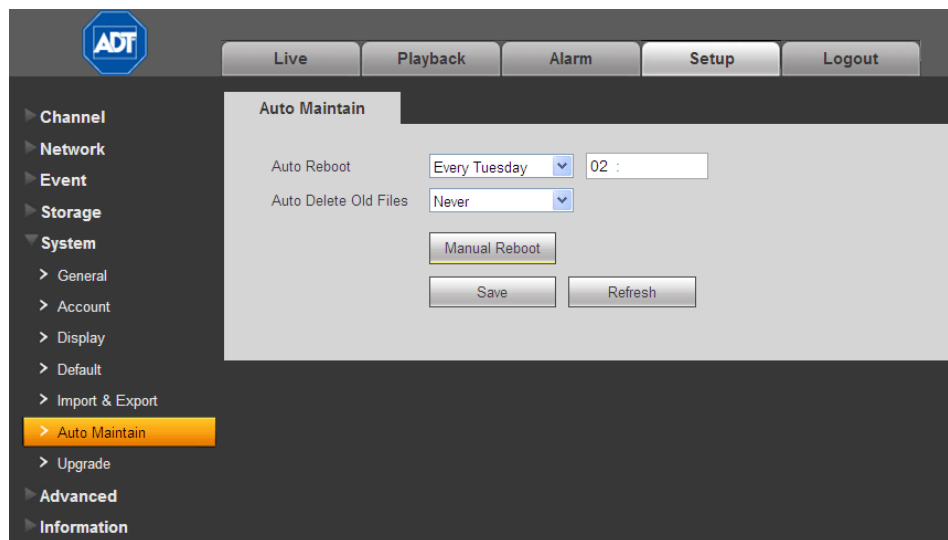 ADT
Live Playback Alarm Setup Logout
Auto Maintain
Channel
Network
Event
Storage
System
> General
> Account
> Display
> Default
> Import & Export
> Auto Maintain
> Upgrade
Advanced
Information
Auto Reboot Every Tuesday 02 :
Auto Delete Old Files Never
Manual Reboot
Save Refresh